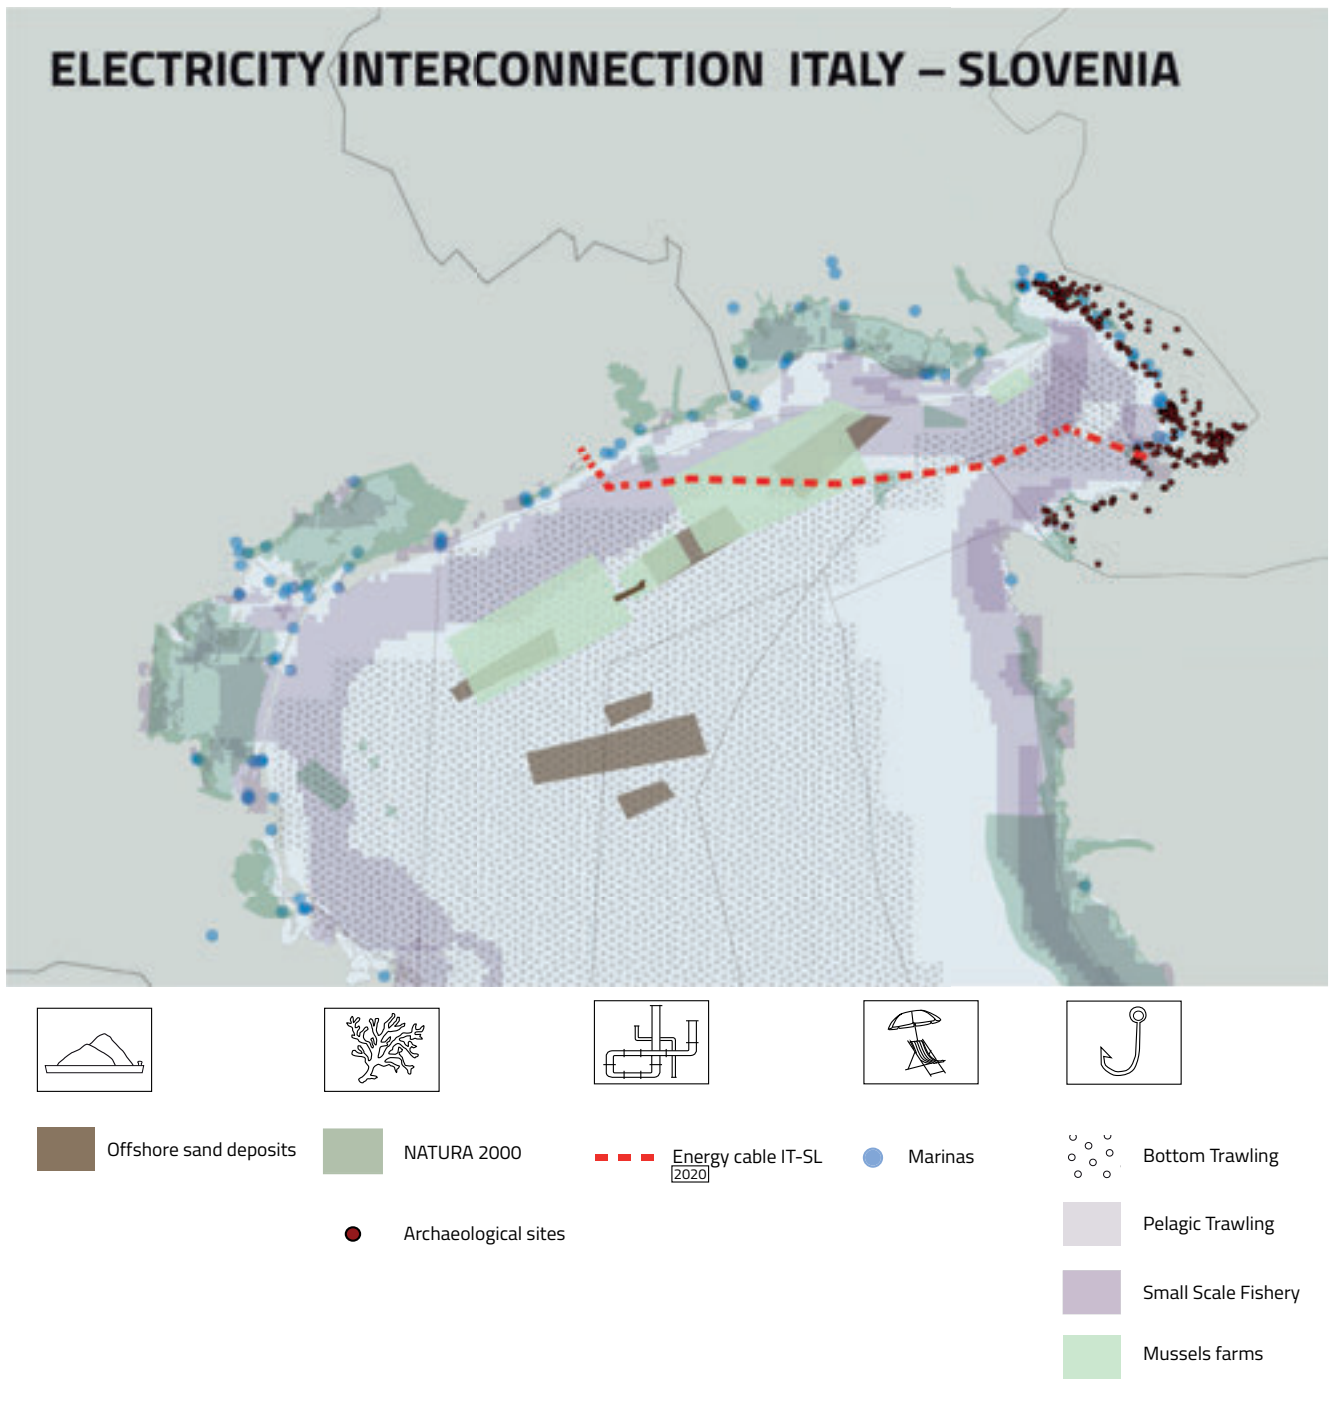 ELECTRICITY INTERCONNECTION ITALY – SLOVENIA
Offshore sand deposits
NATURA 2000
Energy cable IT-SL
2020
Marinas
Bottom Trawling
Archaeological sites
Pelagic Trawling
Small Scale Fishery
Mussels farms